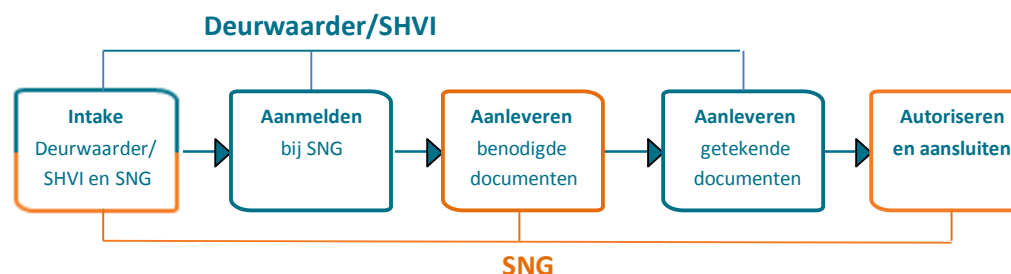 Deurwaarder/SHVI
Intake
Deurwaarder/
SHVI en SNG
Aanmelden
bij SNG
Aanleveren
benodigde
documenten
Aanleveren
getekende
documenten
Autoriseren
en aansluiten
SNG